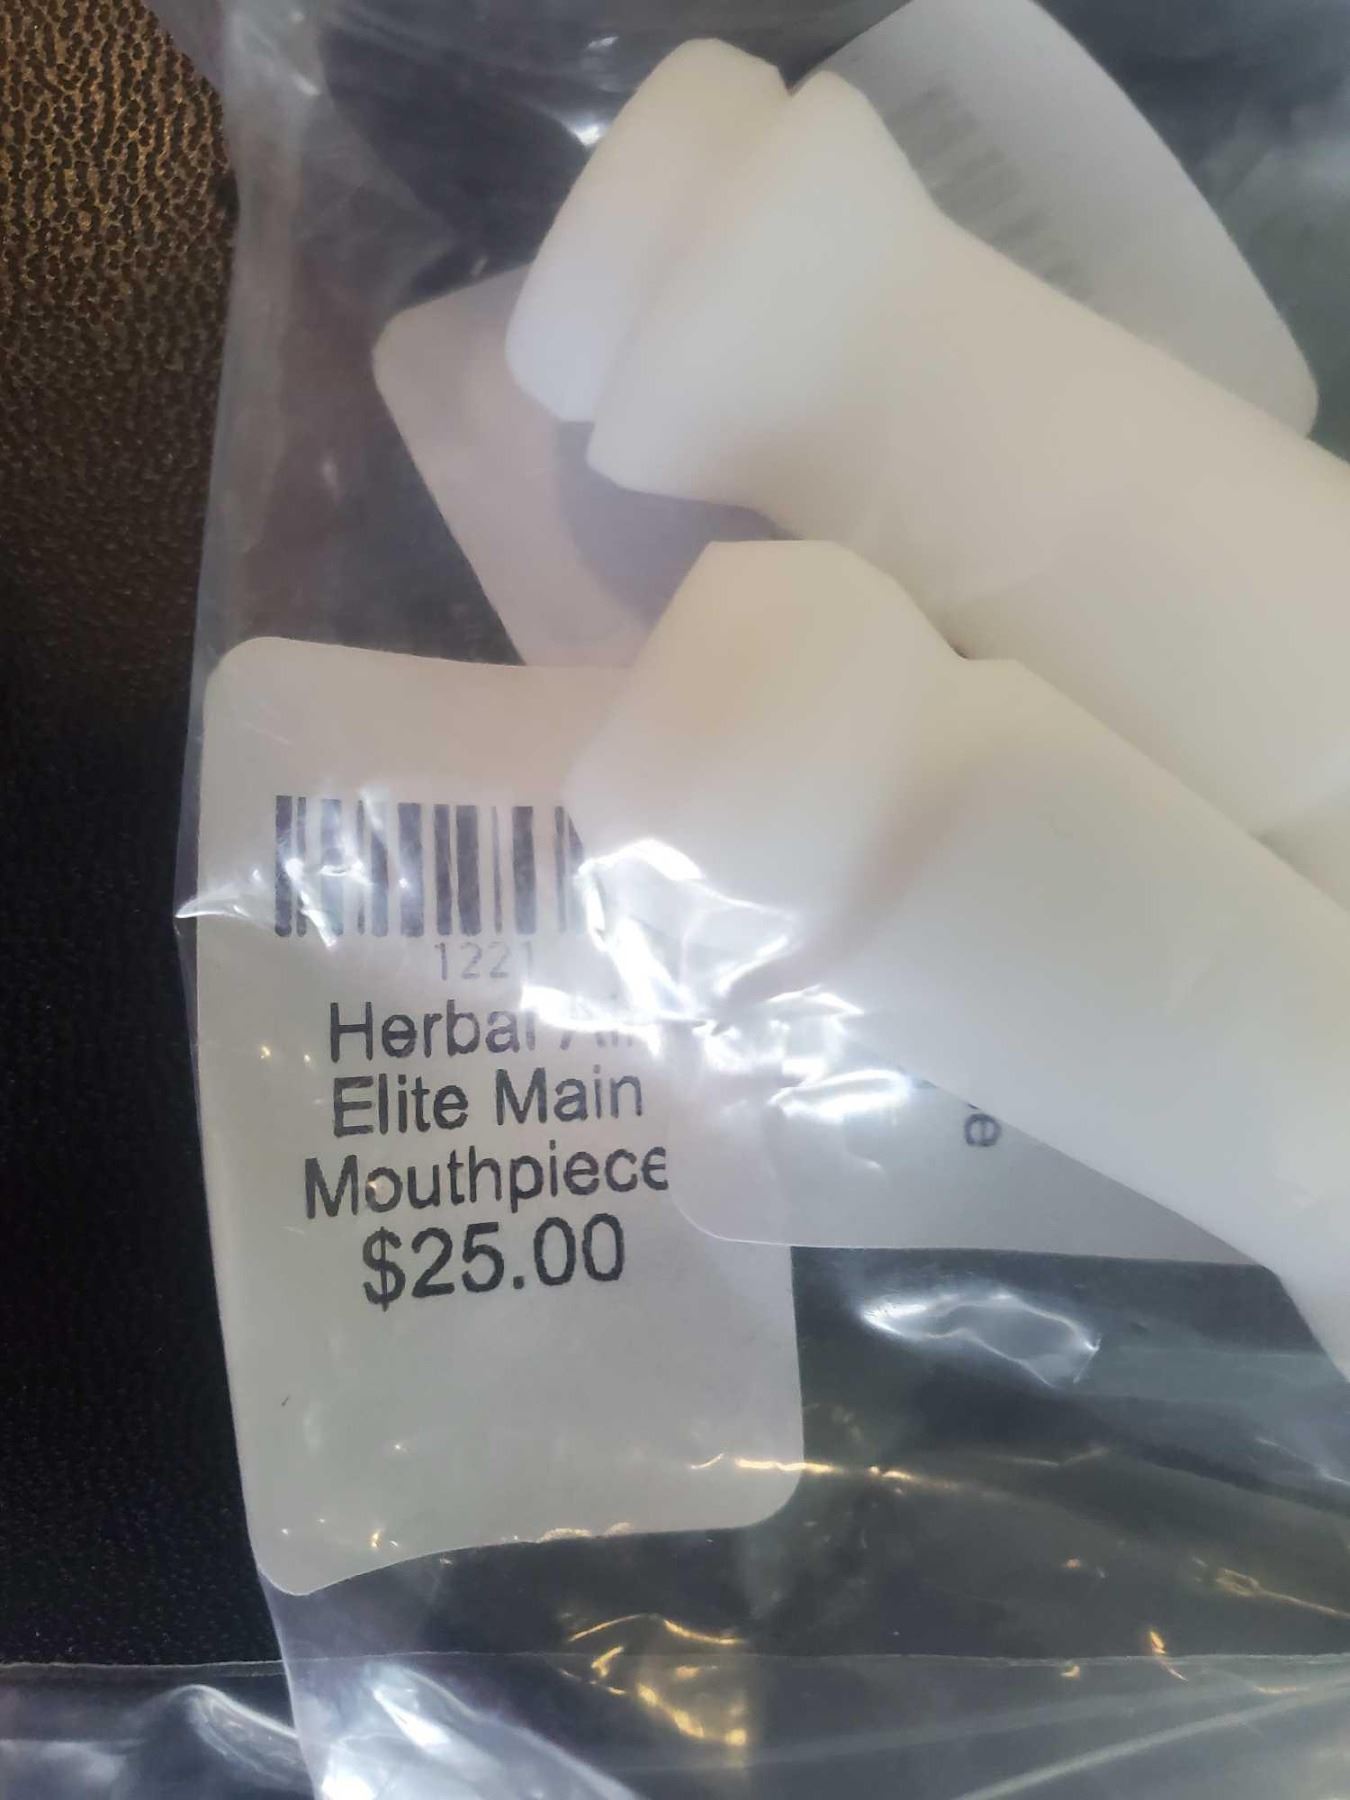 1221
Herbal
Elite Main
Mouthpiece
$25.00